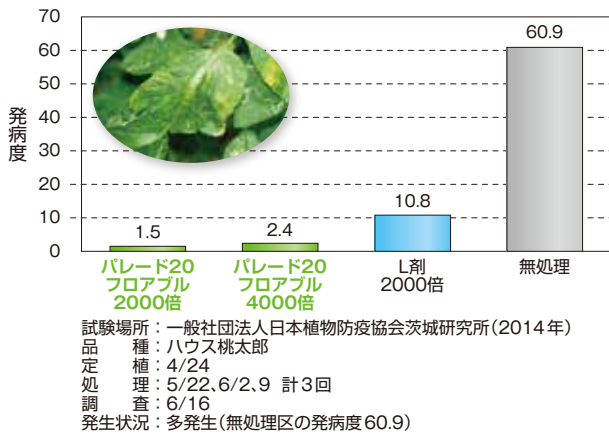 70
60
50
40
30
20
10
0
発病度
1.5
2.4
10.8
60.9
パレード20
フロアブル
2000倍
パレード20
フロアブル
4000倍
L剤
2000倍
無処理
試験場所：一般社団法人日本植物防疫協会茨城研究所（2014年）
品　　種：ハウス桃太郎
定　　植：4/24
処　　理：5/22、6/2、9 計3回
調　　査：6/16
発生状況：多発生（無処理区の発病度60.9）